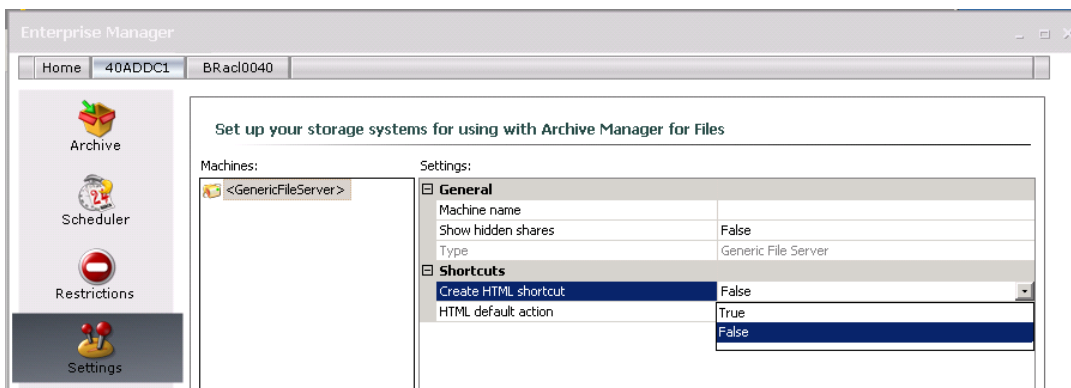 Enterprise Manager
Home 40ADDC1 BRacl0040
Archive
Scheduler
Restrictions
Settings
Set up your storage systems for using with Archive Manager for Files
Machines:
<GenericFileServer>
Settings:
General
Machine name
Show hidden shares False
Type Generic File Server
Shortcuts
Create HTML shortcut False
HTML default action
True
False